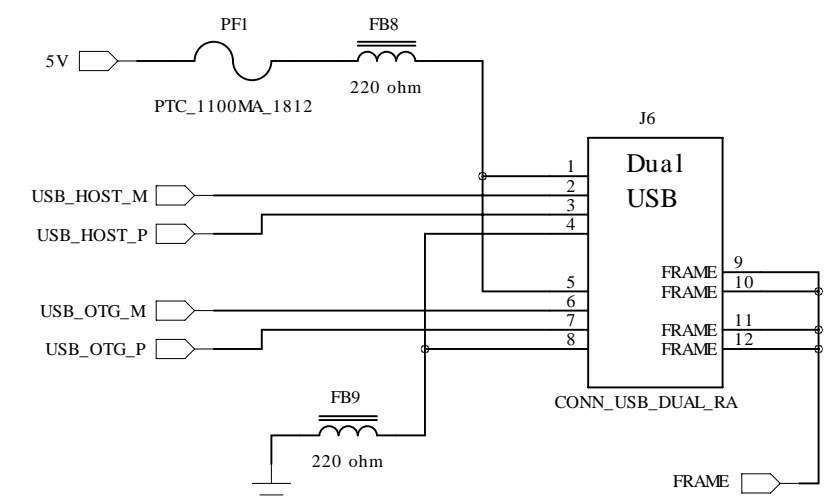 PF1
FB8
5V
220 ohm
PTC_1100MA_1812
J6
Dual
USB
1
USB_HOST_M
2
3
USB_HOST_P
4
FRAME
9
5
FRAME
10
USB_OTG_M
6
7
FRAME
11
USB_OTG_P
8
FRAME
12
FB9
CONN_USB_DUAL_RA
220 ohm
FRAME